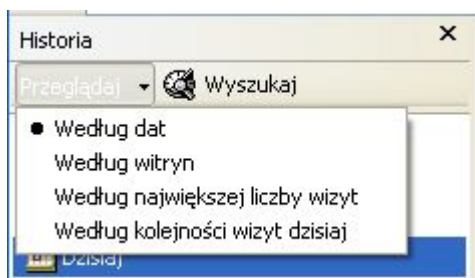 Historia
Przeglądaj Wyszukaj
Według dat
Według witryn
Według największej liczby wizyt
Według kolejności wizyt dzisiaj
Dzisiaj